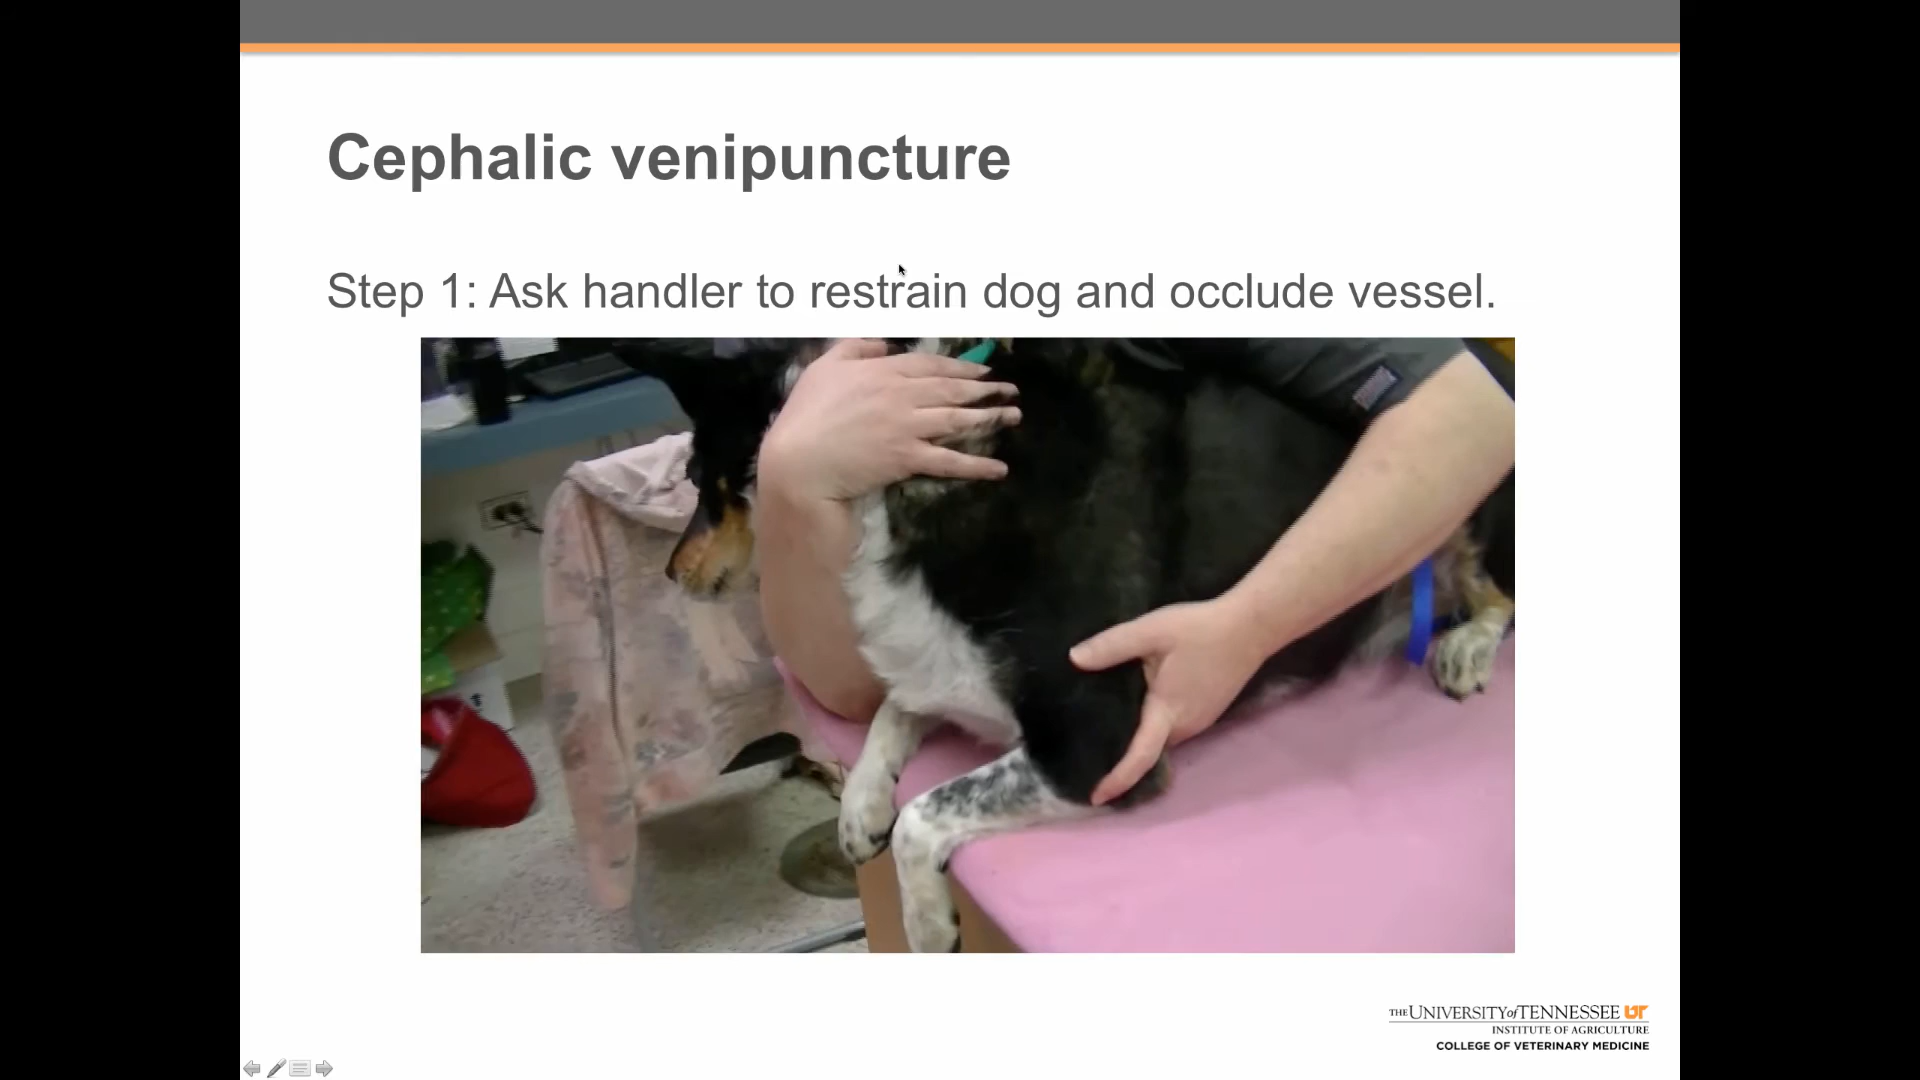 Cephalic venipuncture
Step 1: Ask handler to restrain dog and occlude vessel.
THE UNIVERSITY of TENNESSEE UT
INSTITUTE OF AGRICULTURE
COLLEGE OF VETERINARY MEDICINE